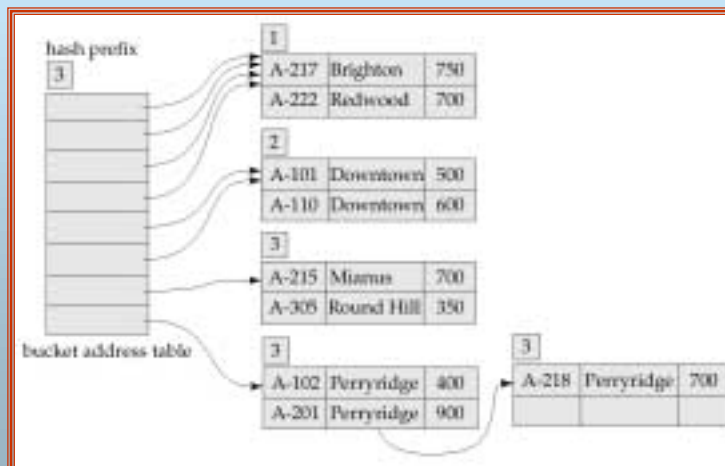 hash prefix
3
1
A-217 Brighton 750
A-222 Redwood 700
2
A-101 Downtown 500
A-110 Downtown 600
3
A-215 Mianus 700
A-305 Round Hill 350
bucket address table
3
A-102 Perryridge 400
A-201 Perryridge 900
3
A-218 Perryridge 700